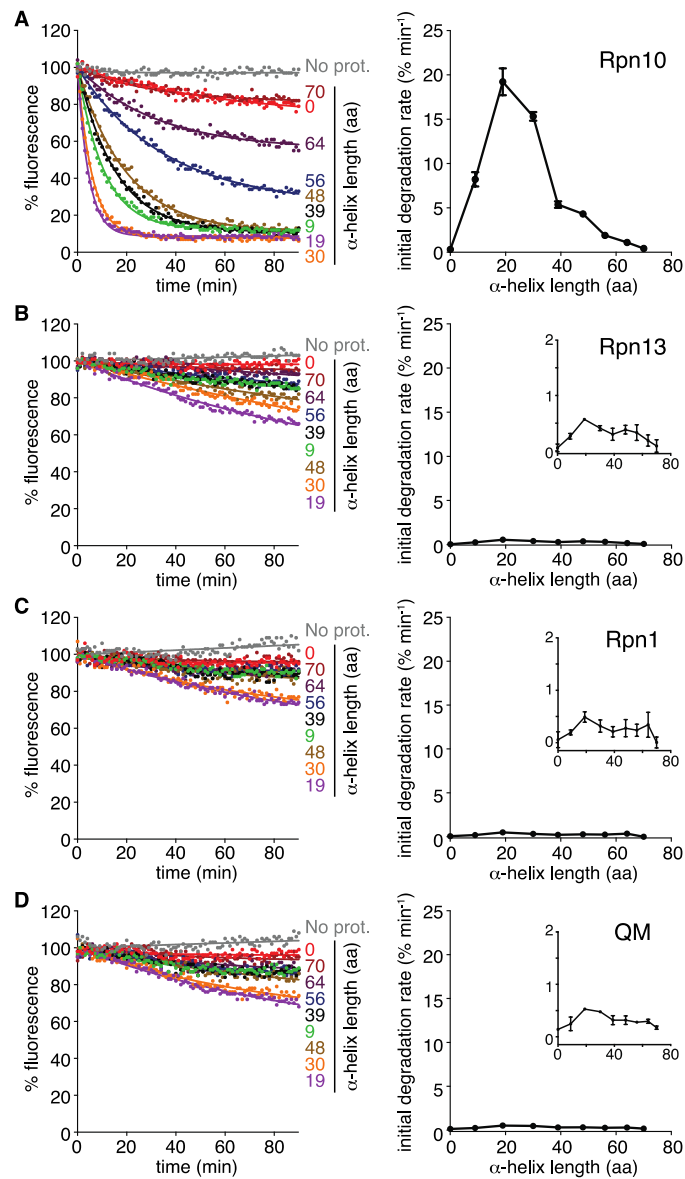 A
120
100
80
60
40
20
0
% fluorescence
0 20 40 60 80
time (min)
No prot.
70
0
64
56
48
39
9
19
30
α-helix length (aa)
25
20
15
10
5
0
initial degradation rate (% min⁻¹)
Rpn10
0 20 40 60 80
α-helix length (aa)
B
120
100
80
60
40
20
0
% fluorescence
0 20 40 60 80
time (min)
No prot.
0
70
64
56
39
9
48
30
19
α-helix length (aa)
25
20
15
10
5
0
initial degradation rate (% min⁻¹)
Rpn13
2
1
0
0 40 80
0 20 40 60 80
α-helix length (aa)
C
120
100
80
60
40
20
0
% fluorescence
0 20 40 60 80
time (min)
No prot.
0
70
64
56
39
9
48
30
19
α-helix length (aa)
25
20
15
10
5
0
initial degradation rate (% min⁻¹)
Rpn1
2
1
0
0 40 80
0 20 40 60 80
α-helix length (aa)
D
120
100
80
60
40
20
0
% fluorescence
0 20 40 60 80
time (min)
No prot.
0
70
64
56
39
9
48
30
19
α-helix length (aa)
25
20
15
10
5
0
initial degradation rate (% min⁻¹)
QM
2
1
0
0 40 80
0 20 40 60 80
α-helix length (aa)